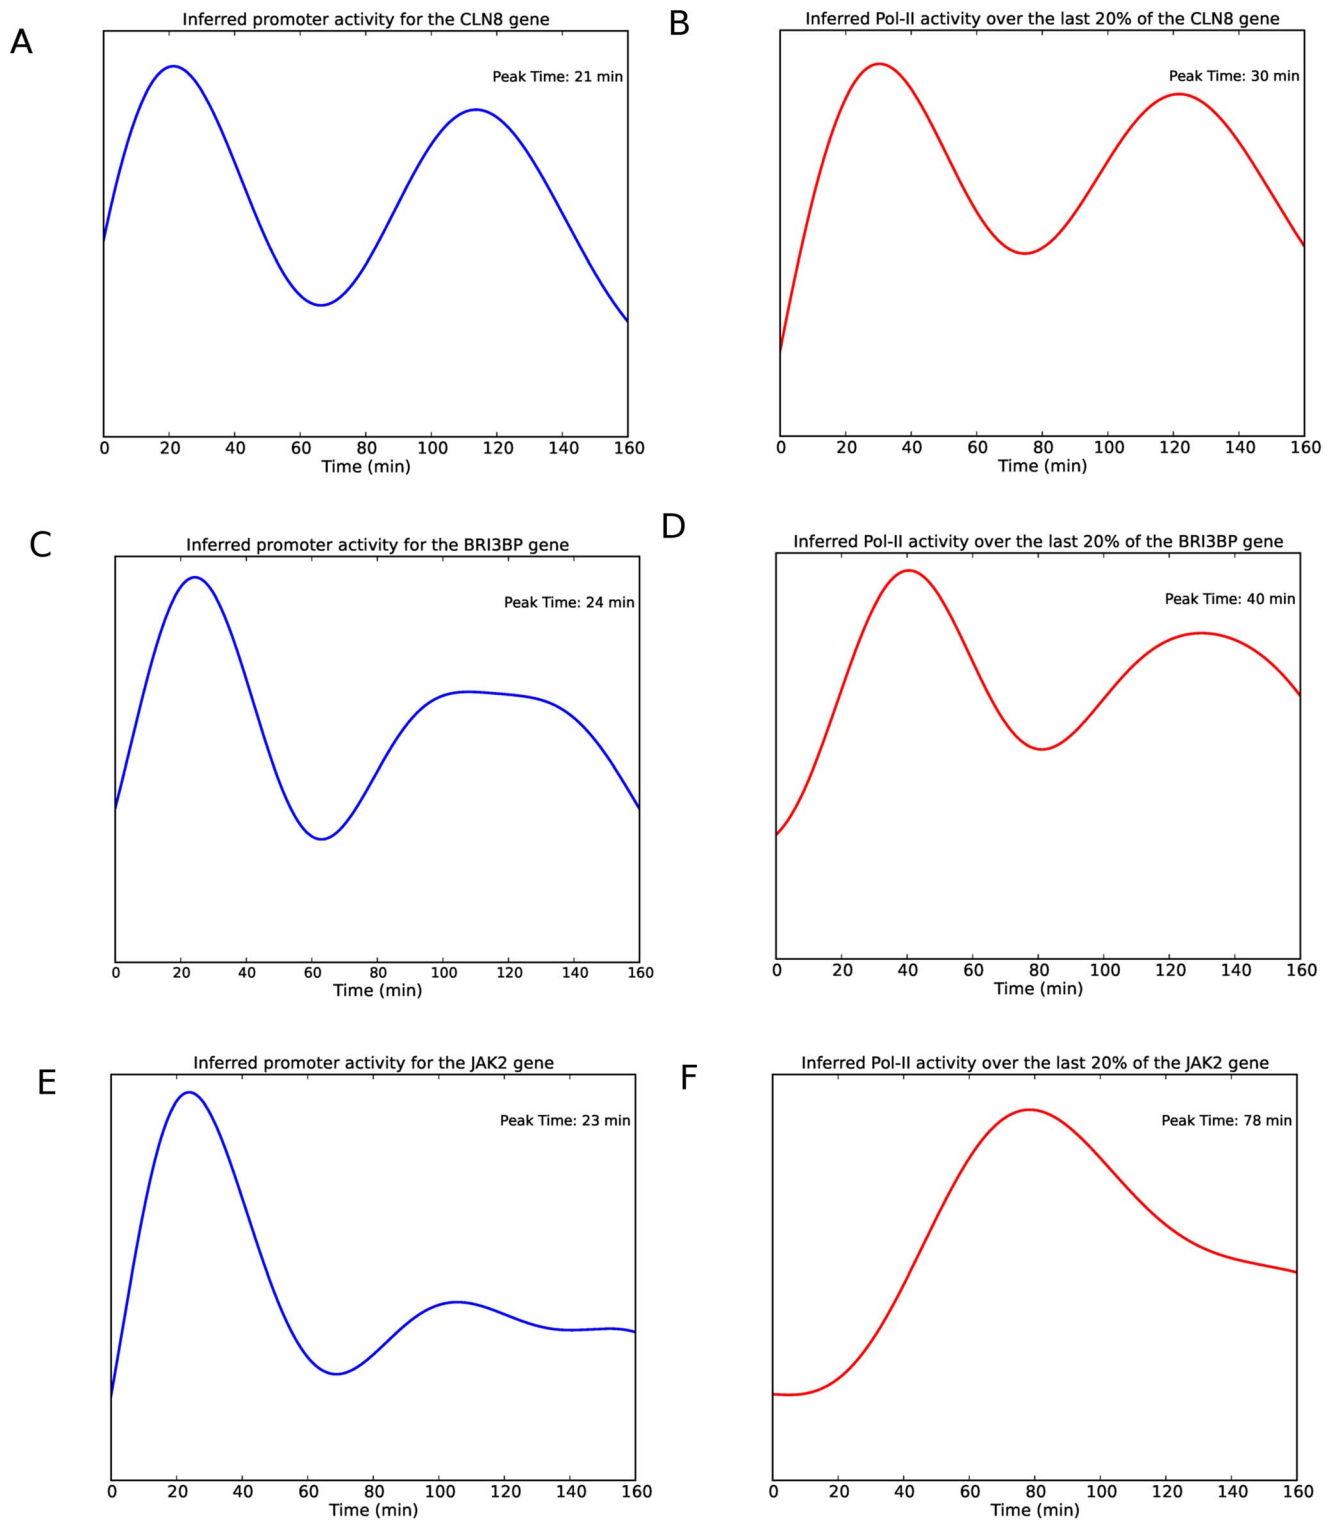 A
Inferred promoter activity for the CLN8 gene
Peak Time: 21 min
0 20 40 60 80 100 120 140 160
Time (min)
B
Inferred Pol-II activity over the last 20% of the CLN8 gene
Peak Time: 30 min
0 20 40 60 80 100 120 140 160
Time (min)
C
Inferred promoter activity for the BRI3BP gene
Peak Time: 24 min
0 20 40 60 80 100 120 140 160
Time (min)
D
Inferred Pol-II activity over the last 20% of the BRI3BP gene
Peak Time: 40 min
0 20 40 60 80 100 120 140 160
Time (min)
E
Inferred promoter activity for the JAK2 gene
Peak Time: 23 min
0 20 40 60 80 100 120 140 160
Time (min)
F
Inferred Pol-II activity over the last 20% of the JAK2 gene
Peak Time: 78 min
0 20 40 60 80 100 120 140 160
Time (min)